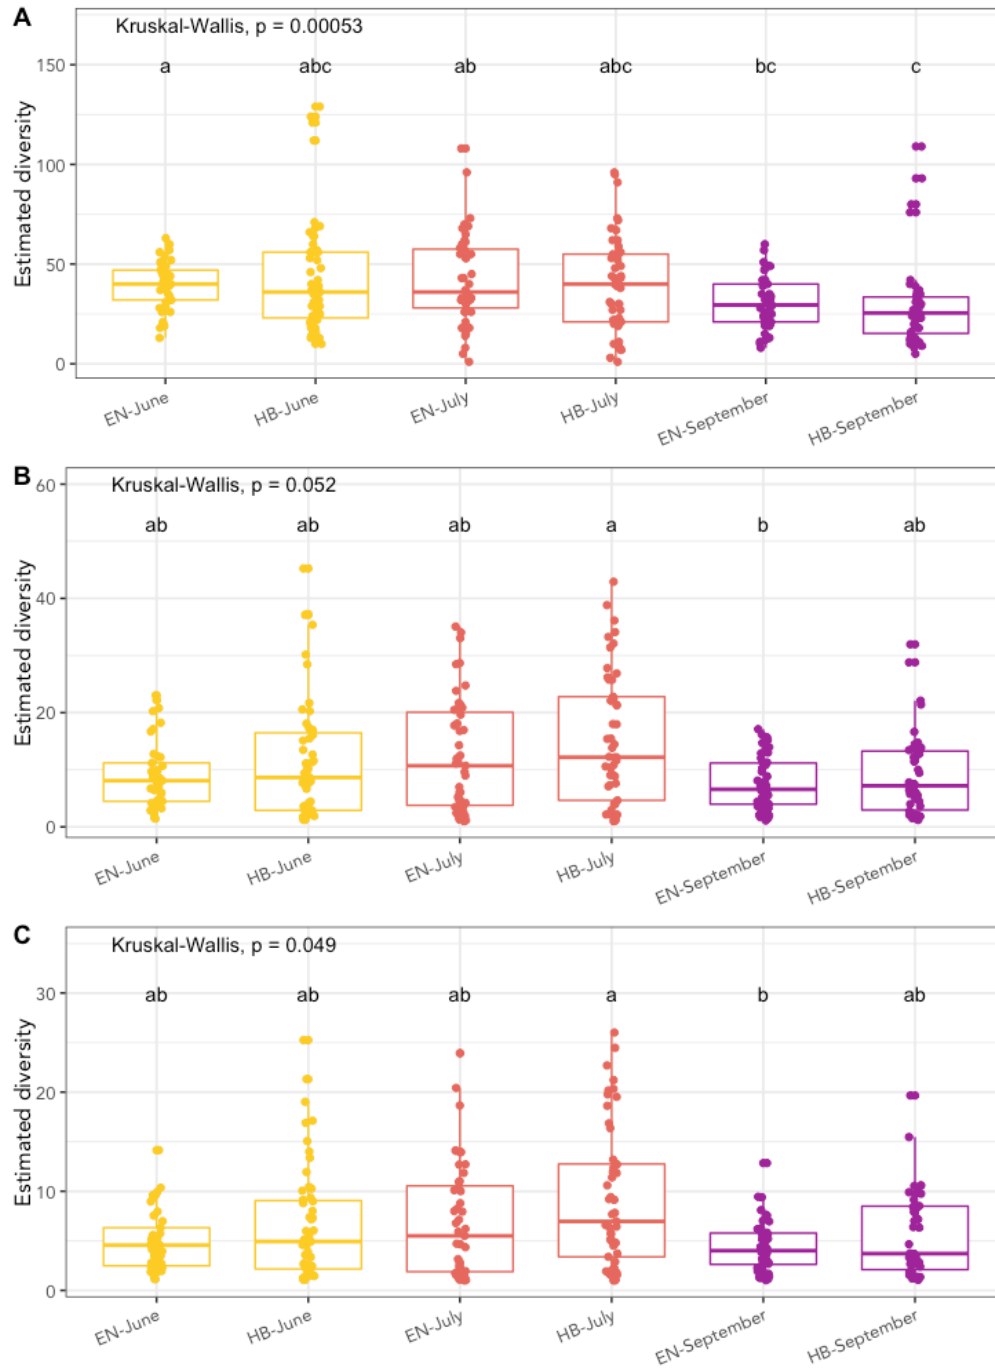 A
Kruskal-Wallis, p = 0.00053
150
a abc ab abc bc c
100
50
0
Estimated diversity
EN-June HB-June EN-July HB-July EN-September HB-September
B
60
Kruskal-Wallis, p = 0.052
ab ab ab a b ab
40
20
0
Estimated diversity
EN-June HB-June EN-July HB-July EN-September HB-September
C
Kruskal-Wallis, p = 0.049
30
ab ab ab a b ab
20
10
0
Estimated diversity
EN-June HB-June EN-July HB-July EN-September HB-September